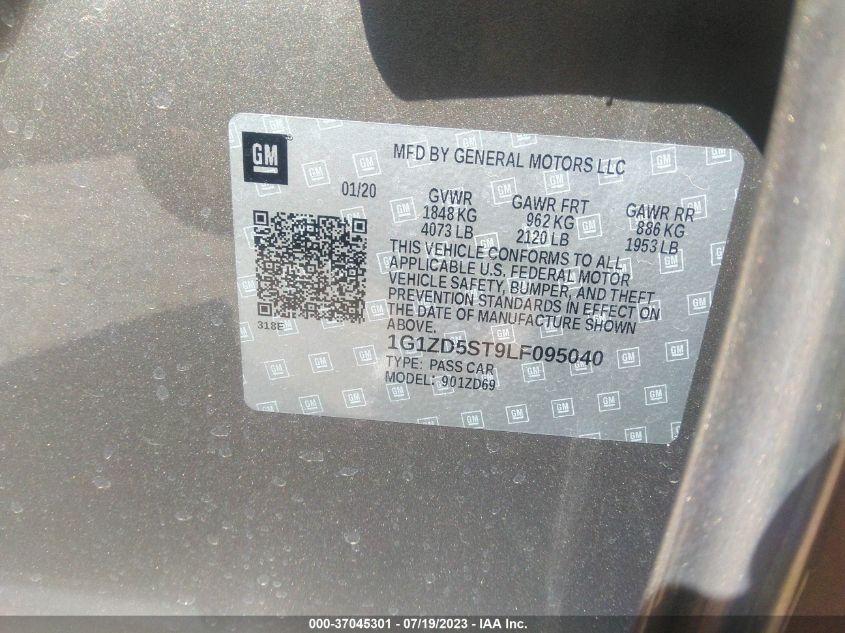 GM
MFD BY GENERAL MOTORS LLC
01/20
GVWR GAWR FRT GAWR RR
1848 KG 962 KG 886 KG
4073 LB 2120 LB 1953 LB
THIS VEHICLE CONFORMS TO ALL
APPLICABLE U.S. FEDERAL MOTOR
VEHICLE SAFETY, BUMPER, AND THEFT
PREVENTION STANDARDS IN EFFECT ON
THE DATE OF MANUFACTURE SHOWN
ABOVE.
318E
1G1ZD5ST9LF095040
TYPE: PASS CAR
MODEL: 901ZD69
000-37045301 - 07/19/2023 - IAA Inc.